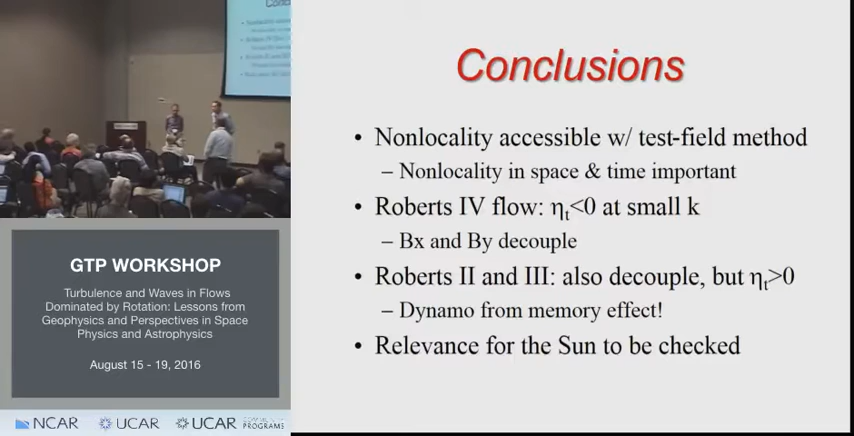 Conclusions
• Nonlocality accessible w/ test-field method
– Nonlocality in space & time important
• Roberts IV flow: ηt<0 at small k
– Bx and By decouple
• Roberts II and III: also decouple, but ηt>0
– Dynamo from memory effect!
• Relevance for the Sun to be checked
GTP WORKSHOP
Turbulence and Waves in Flows
Dominated by Rotation: Lessons from
Geophysics and Perspectives in Space
Physics and Astrophysics
August 15 - 19, 2016
NCAR
UCAR
UCAR
PROGRAMS